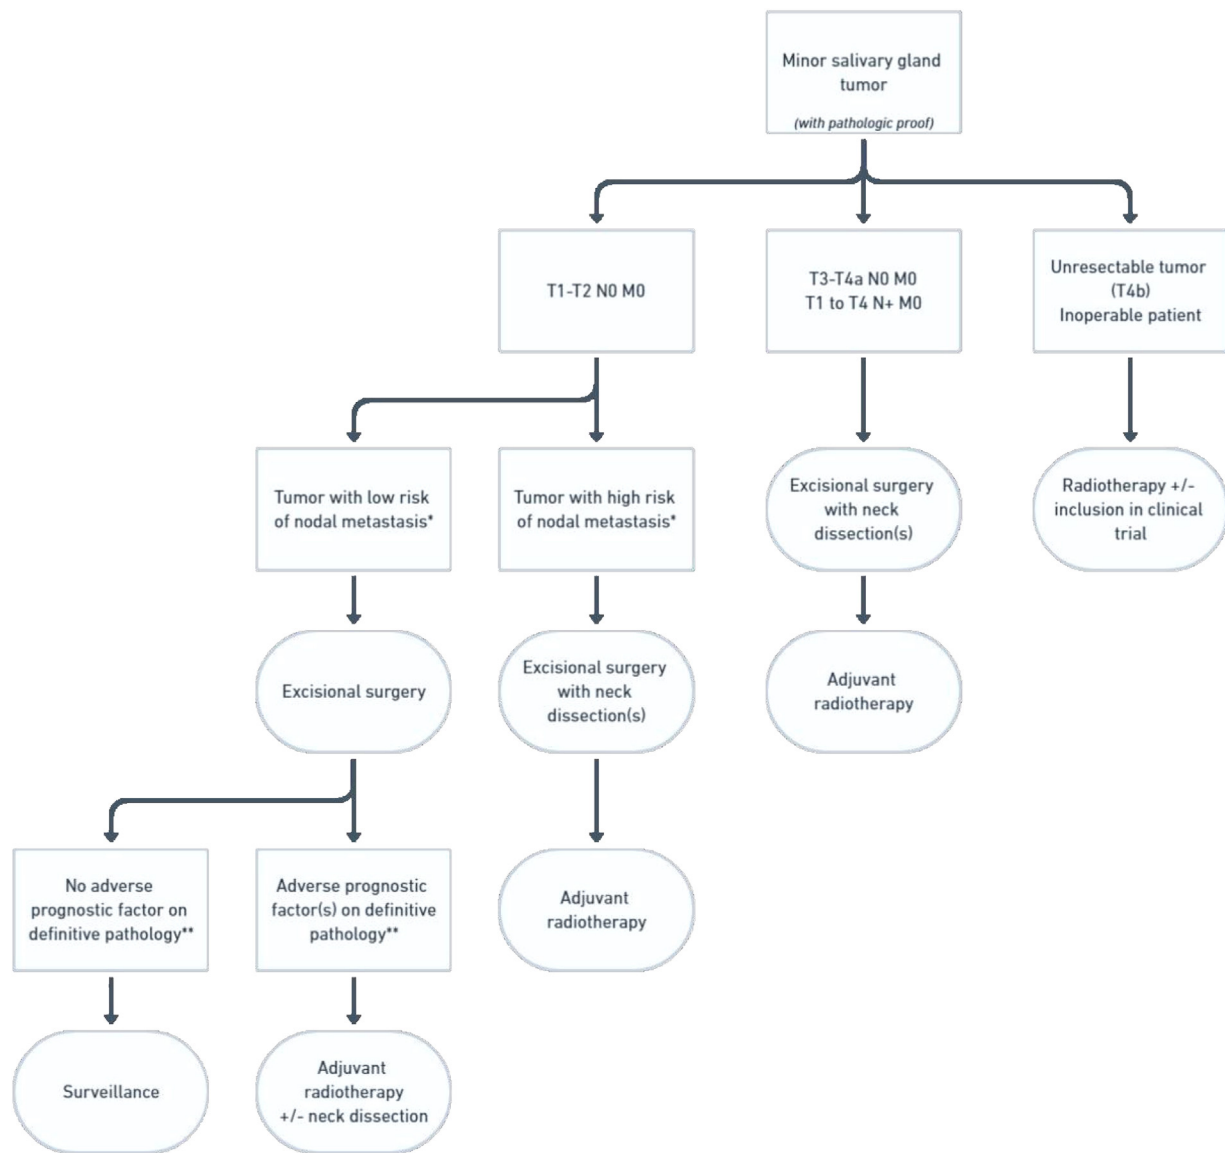 Minor salivary gland
tumor
(with pathologic proof)
T1-T2 N0 M0
T3-T4a N0 M0
T1 to T4 N+ M0
Unresectable tumor
(T4b)
Inoperable patient
Tumor with low risk
of nodal metastasis*
Tumor with high risk
of nodal metastasis*
Excisional surgery
with neck
dissection(s)
Radiotherapy +/-
inclusion in clinical
trial
Excisional surgery
Excisional surgery
with neck
dissection(s)
Adjuvant
radiotherapy
No adverse
prognostic factor on
definitive pathology**
Adverse prognostic
factor(s) on definitive
pathology**
Adjuvant
radiotherapy
Surveillance
Adjuvant
radiotherapy
+/- neck dissection